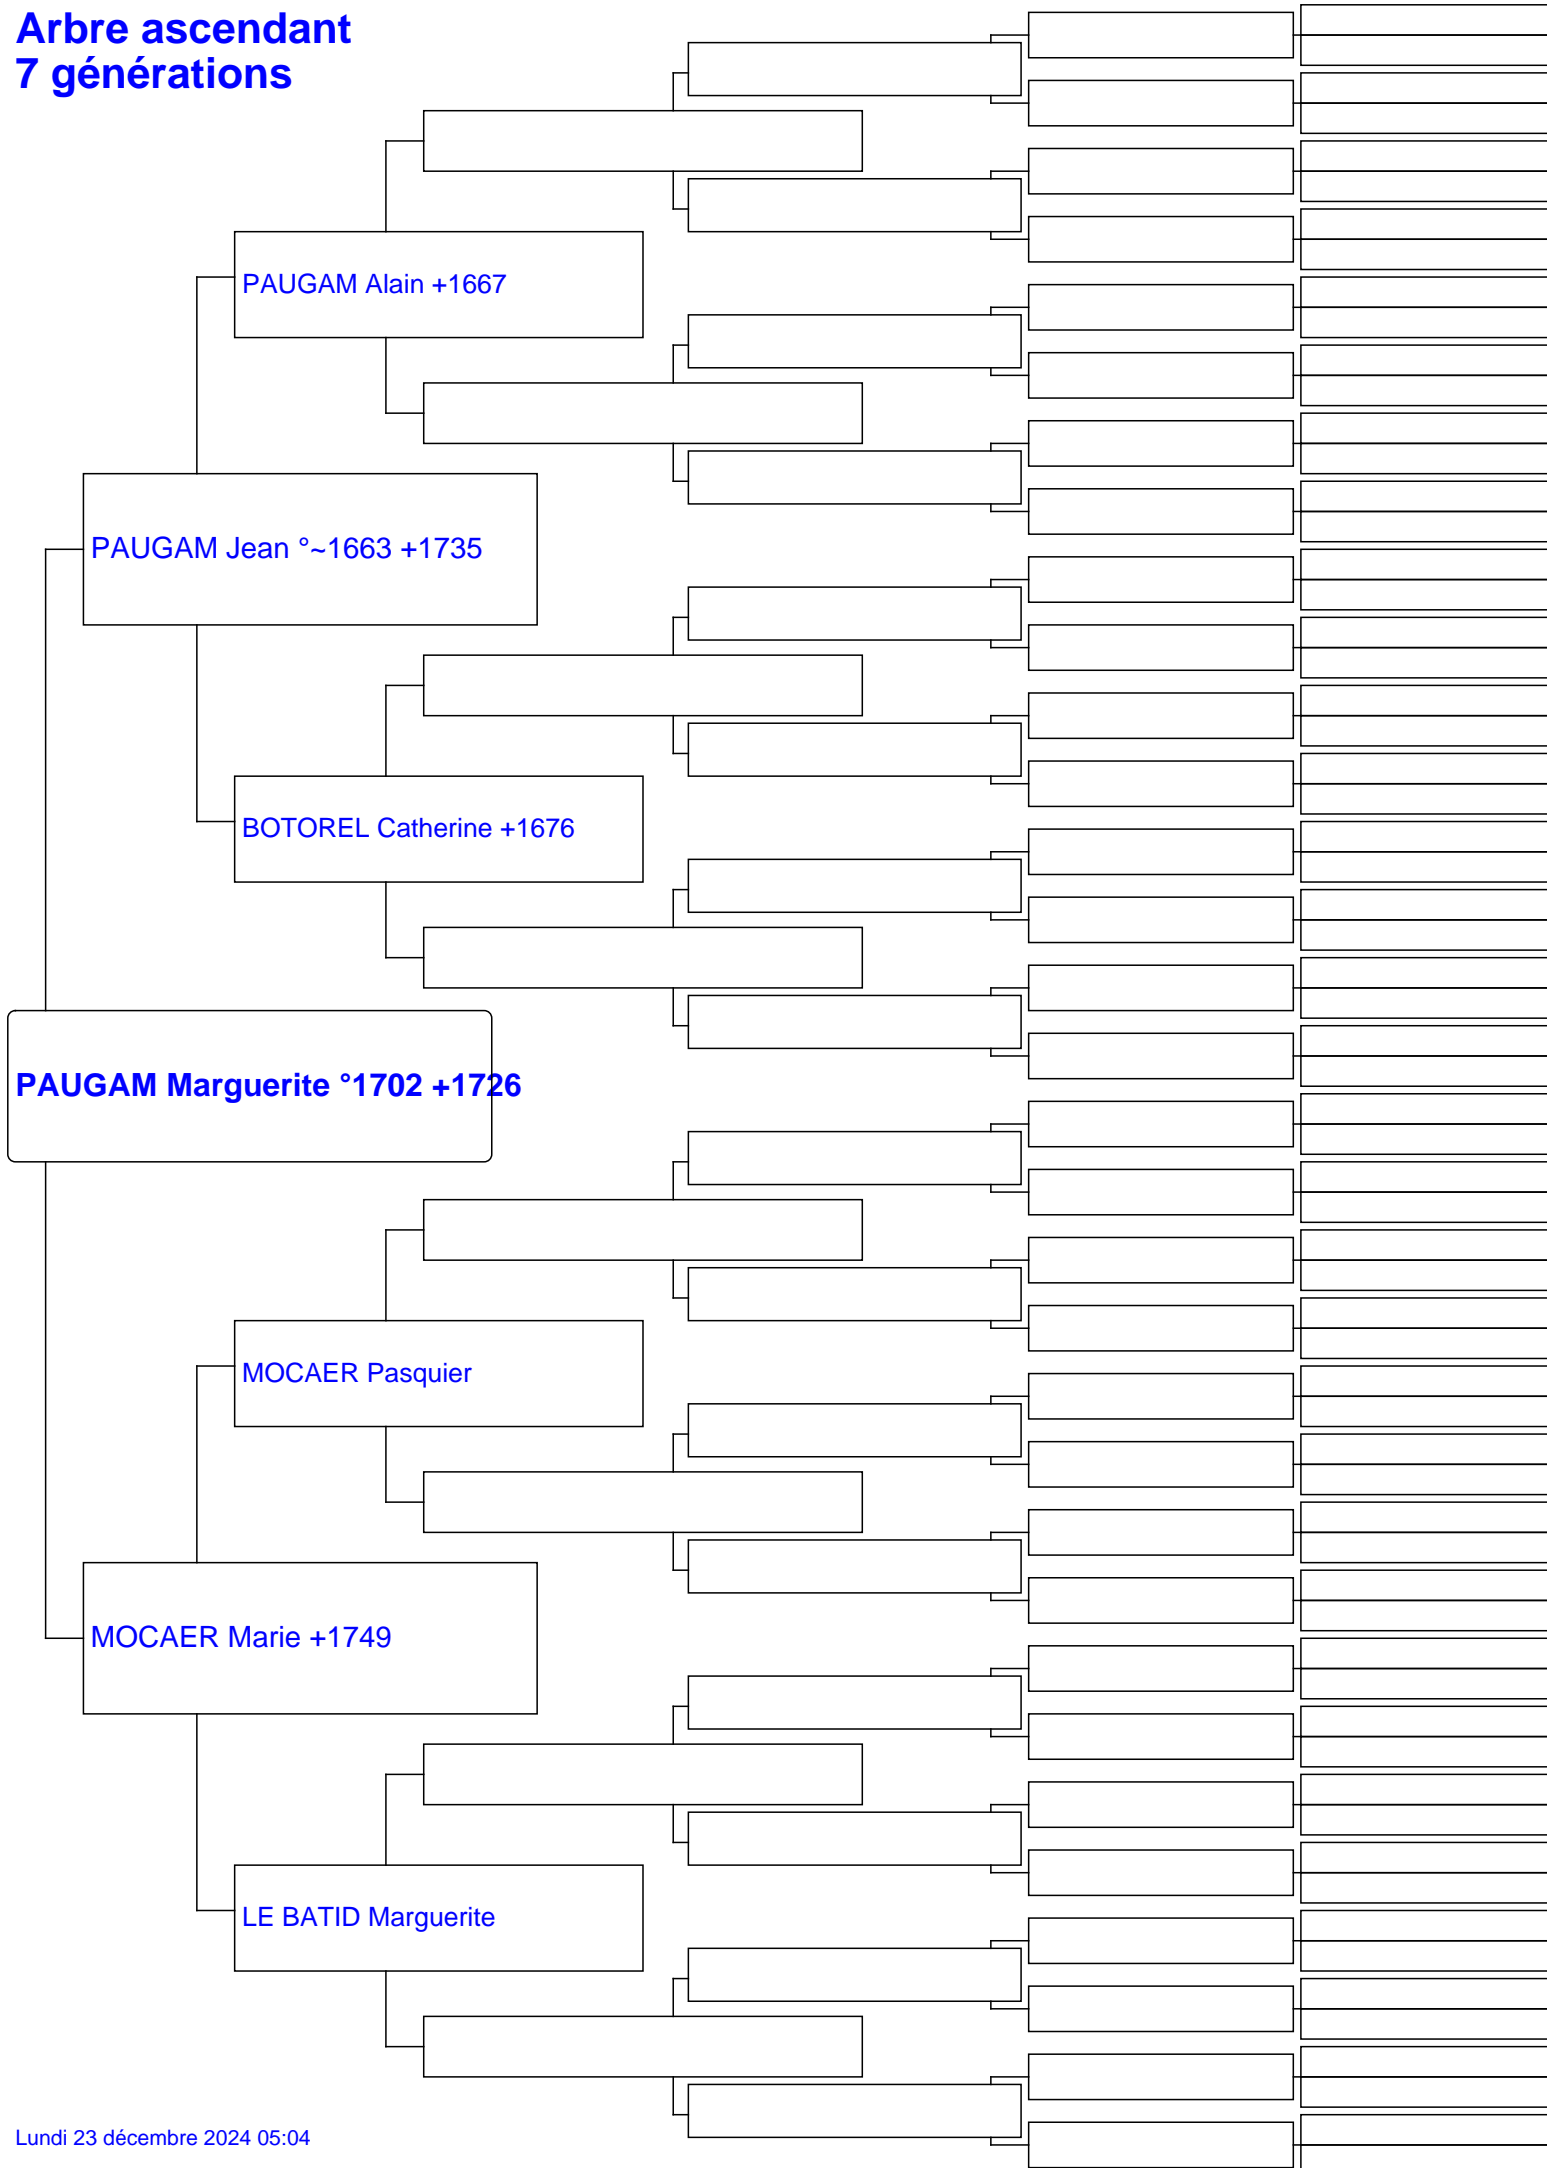 Arbre ascendant
7 générations
PAUGAM Alain +1667
PAUGAM Jean °~1663 +1735
BOTOREL Catherine +1676
PAUGAM Marguerite °1702 +1726
MOCAER Pasquier
MOCAER Marie +1749
LE BATID Marguerite
Lundi 23 décembre 2024 05:04